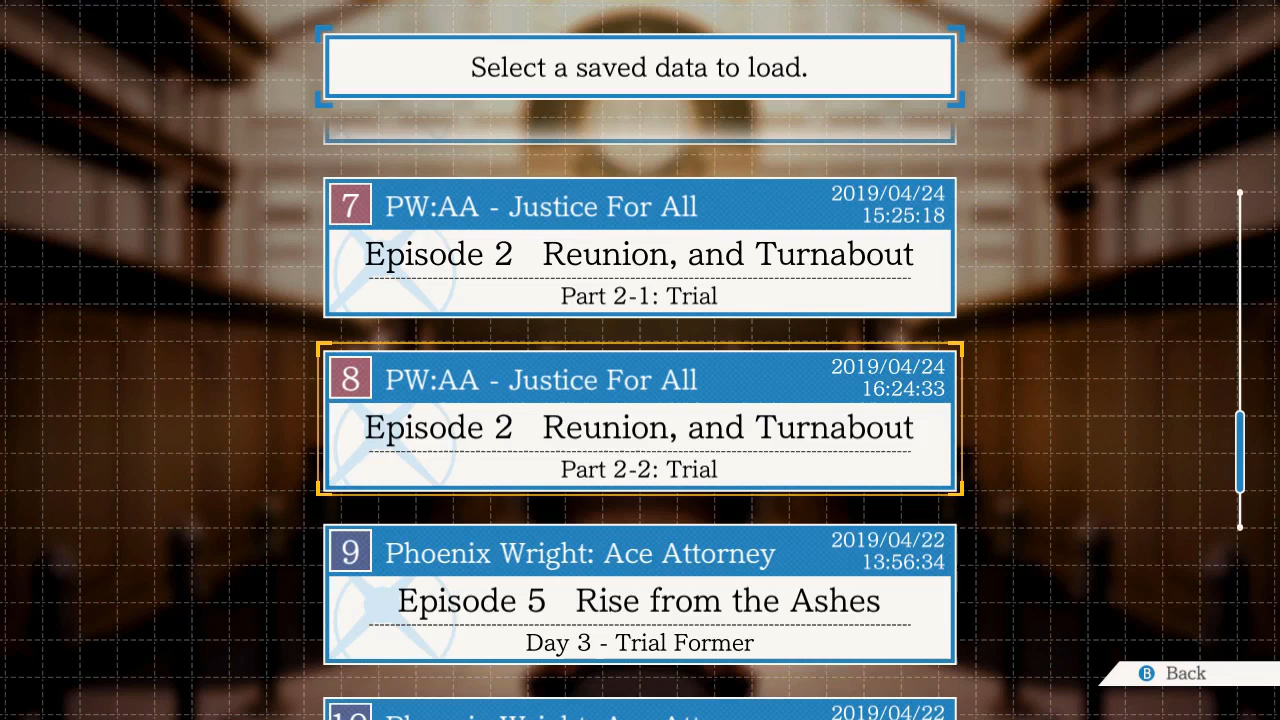 Select a saved data to load.
7 PW:AA - Justice For All 2019/04/24
15:25:18
Episode 2 Reunion, and Turnabout
Part 2-1: Trial
8 PW:AA - Justice For All 2019/04/24
16:24:33
Episode 2 Reunion, and Turnabout
Part 2-2: Trial
9 Phoenix Wright: Ace Attorney 2019/04/22
13:56:34
Episode 5 Rise from the Ashes
Day 3 - Trial Former
B Back
2019/04/22